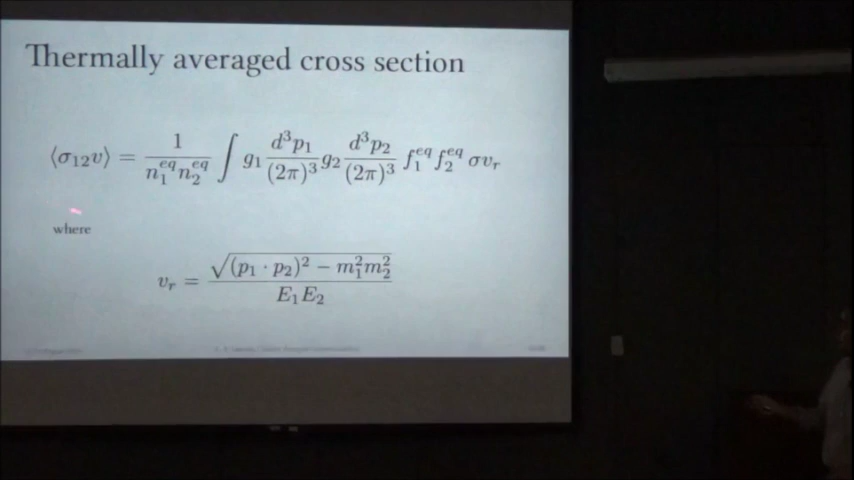 Thermally averaged cross section
⟨σ₁₂v⟩ = 1 / (n₁^eq n₂^eq) ∫ g₁ d³p₁/(2π)³ g₂ d³p₂/(2π)³ f₁^eq f₂^eq σv_r
where
v_r = √((p₁ · p₂)² − m₁²m₂²) / (E₁E₂)